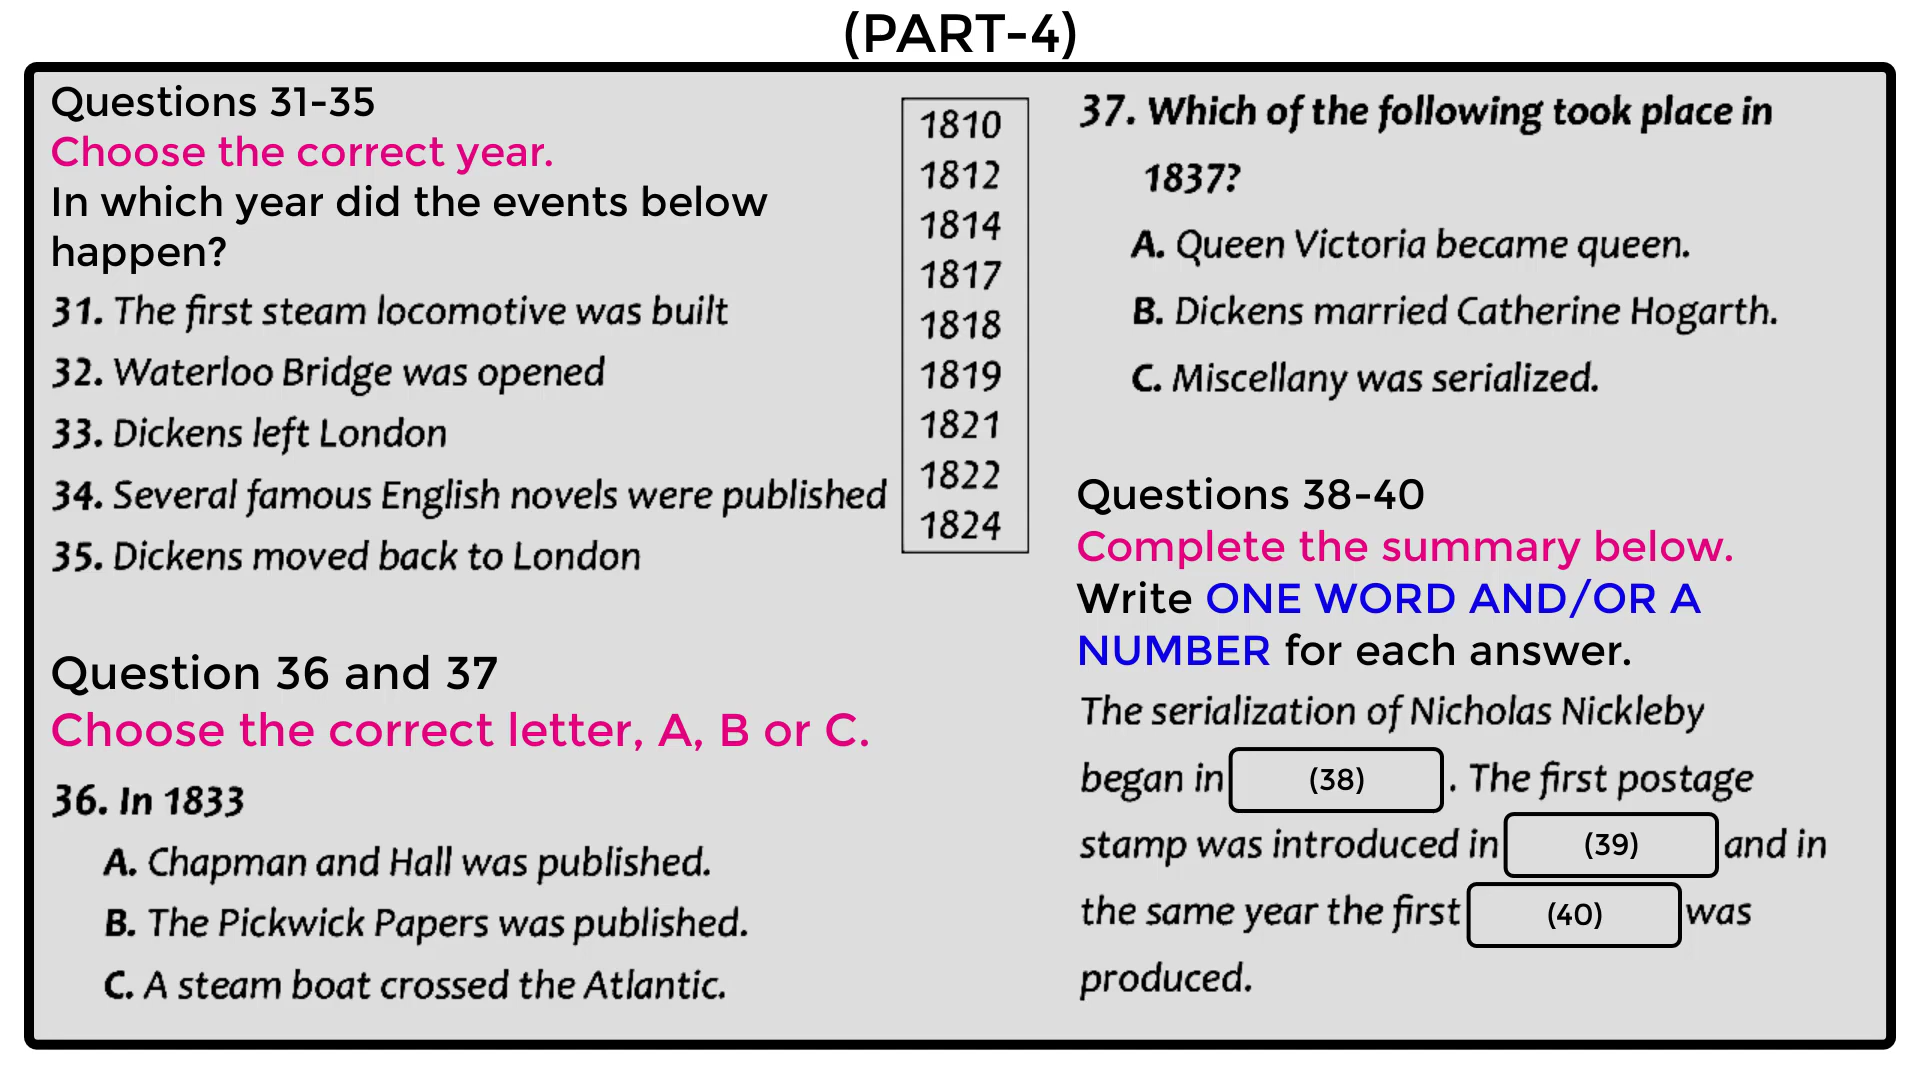 (PART-4)
Questions 31-35
Choose the correct year.
In which year did the events below
happen?
31. The first steam locomotive was built
32. Waterloo Bridge was opened
33. Dickens left London
34. Several famous English novels were published
35. Dickens moved back to London
1810
1812
1814
1817
1818
1819
1821
1822
1824
Question 36 and 37
Choose the correct letter, A, B or C.
36. In 1833
A. Chapman and Hall was published.
B. The Pickwick Papers was published.
C. A steam boat crossed the Atlantic.
37. Which of the following took place in
1837?
A. Queen Victoria became queen.
B. Dickens married Catherine Hogarth.
C. Miscellany was serialized.
Questions 38-40
Complete the summary below.
Write ONE WORD AND/OR A
NUMBER for each answer.
The serialization of Nicholas Nickleby
began in (38) . The first postage
stamp was introduced in (39) and in
the same year the first (40) was
produced.